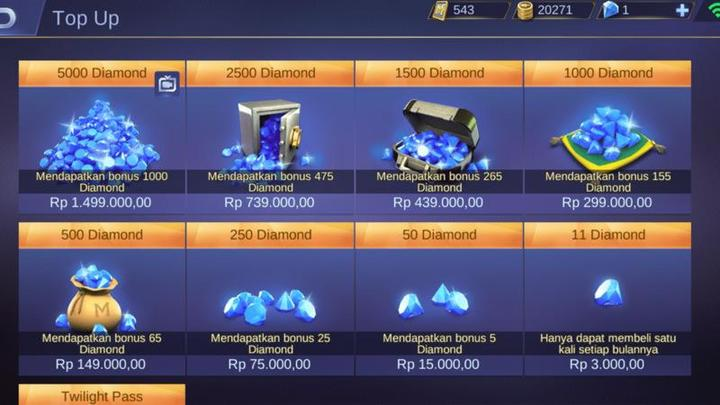 Top Up
543
20271
1
5000 Diamond
Mendapatkan bonus 1000
Diamond
Rp 1.499.000,00
2500 Diamond
Mendapatkan bonus 475
Diamond
Rp 739.000,00
1500 Diamond
Mendapatkan bonus 265
Diamond
Rp 439.000,00
1000 Diamond
Mendapatkan bonus 155
Diamond
Rp 299.000,00
500 Diamond
M
Mendapatkan bonus 65
Diamond
Rp 149.000,00
250 Diamond
Mendapatkan bonus 25
Diamond
Rp 75.000,00
50 Diamond
Mendapatkan bonus 5
Diamond
Rp 15.000,00
11 Diamond
Hanya dapat membeli satu
kali setiap bulannya
Rp 3.000,00
Twilight Pass